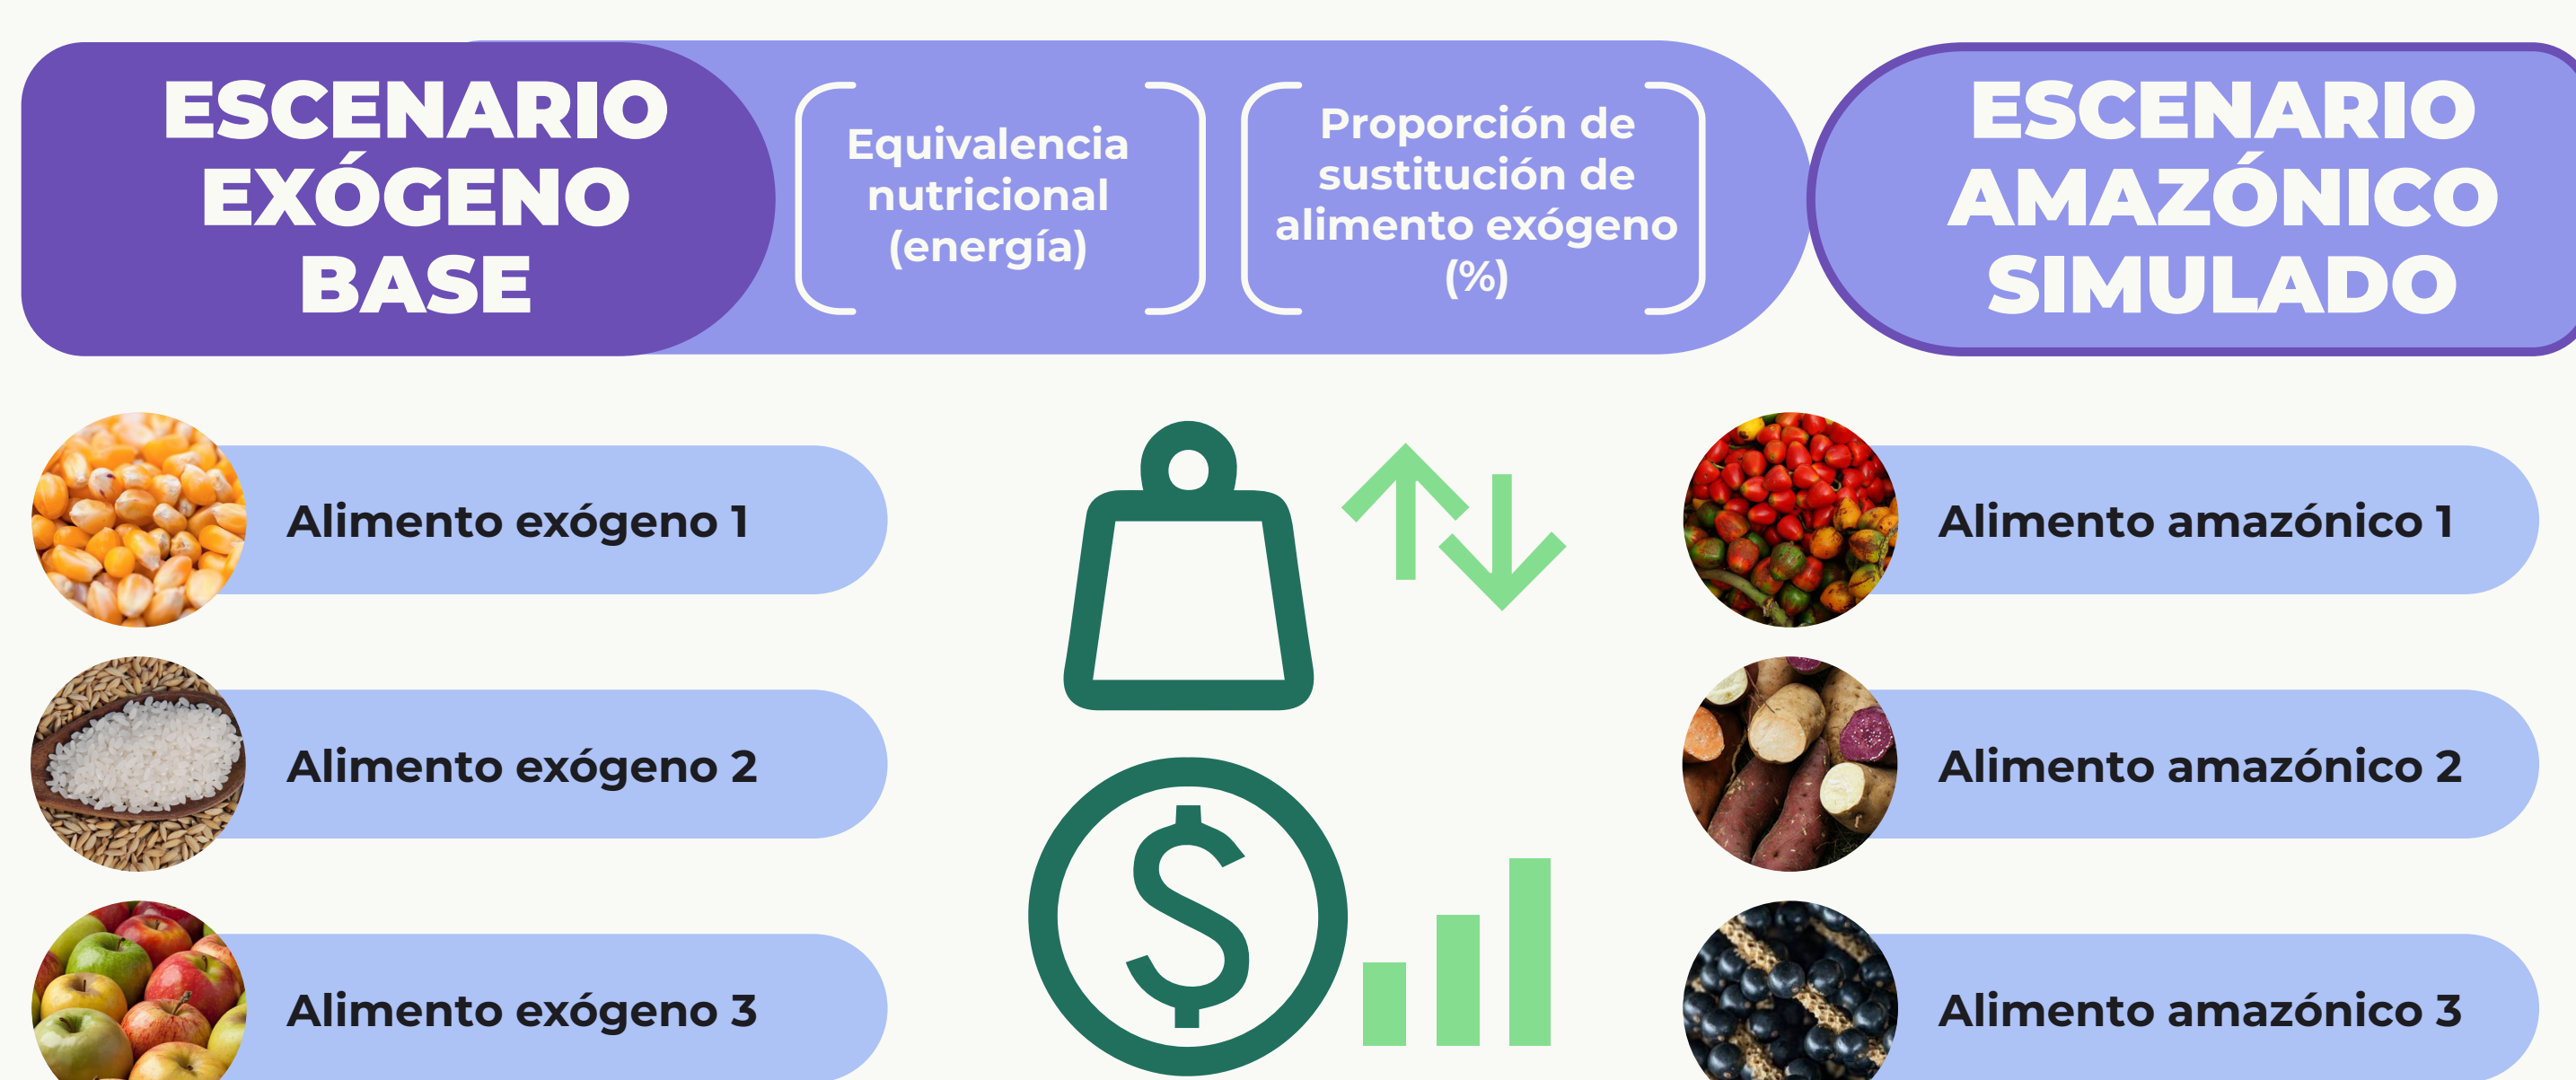 ESCENARIO
EXÓGENO
BASE
Equivalencia
nutricional
(energía)
Proporción de
sustitución de
alimento exógeno
(%)
ESCENARIO
AMAZÓNICO
SIMULADO
Alimento exógeno 1
Alimento amazónico 1
Alimento exógeno 2
Alimento amazónico 2
$
Alimento exógeno 3
Alimento amazónico 3